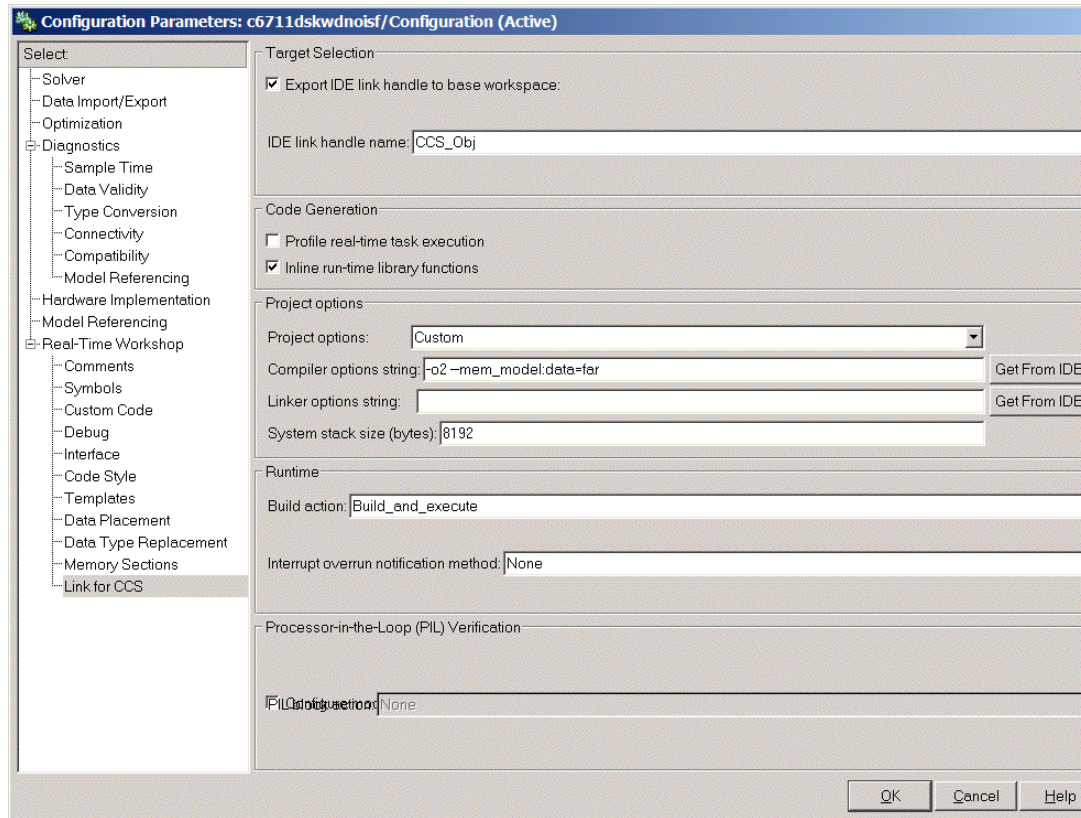 Configuration Parameters: c6711dskwdnoisf/Configuration (Active)
Select:
Solver
Data Import/Export
Optimization
Diagnostics
Sample Time
Data Validity
Type Conversion
Connectivity
Compatibility
Model Referencing
Hardware Implementation
Model Referencing
Real-Time Workshop
Comments
Symbols
Custom Code
Debug
Interface
Code Style
Templates
Data Placement
Data Type Replacement
Memory Sections
Link for CCS
Target Selection
Export IDE link handle to base workspace:
IDE link handle name: CCS_Obj
Code Generation
Profile real-time task execution
Inline run-time library functions
Project options
Project options: Custom
Compiler options string: -o2 –mem_model:data=far Get From IDE
Linker options string: Get From IDE
System stack size (bytes): 8192
Runtime
Build action: Build_and_execute
Interrupt overrun notification method: None
Processor-in-the-Loop (PIL) Verification
PIL block action: None
OK Cancel Help